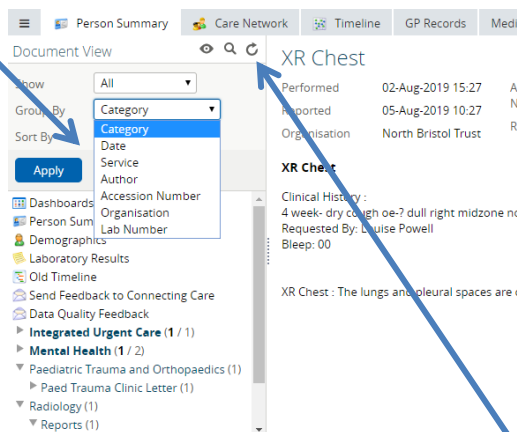 Person Summary
Care Network
Timeline
GP Records
Document View
Show
All
Group By
Category
Sort By
Category
Date
Service
Author
Accession Number
Organisation
Lab Number
Apply
Dashboards
Person Sum
Demographics
Laboratory Results
Old Timeline
Send Feedback to Connecting Care
Data Quality Feedback
Integrated Urgent Care (1 / 1)
Mental Health (1 / 2)
Paediatric Trauma and Orthopaedics (1)
Paed Trauma Clinic Letter (1)
Radiology (1)
Reports (1)
XR Chest
Performed 02-Aug-2019 15:27
Reported 05-Aug-2019 10:27
Organisation North Bristol Trust
XR Chest
Clinical History :
4 week- dry cough oe-? dull right midzone
Requested By: Louise Powell
Bleep: 00
XR Chest : The lungs and pleural spaces are